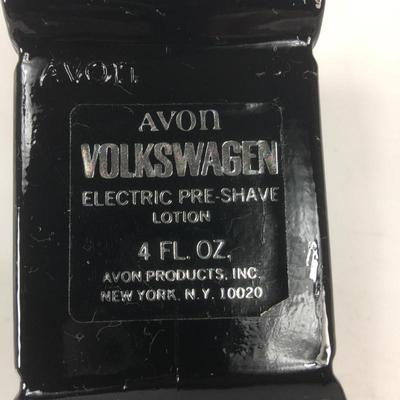 AVON
AVON
VOLKSWAGEN
ELECTRIC PRE-SHAVE
LOTION
4 FL. OZ.
AVON PRODUCTS, INC.
NEW YORK, N.Y. 10020